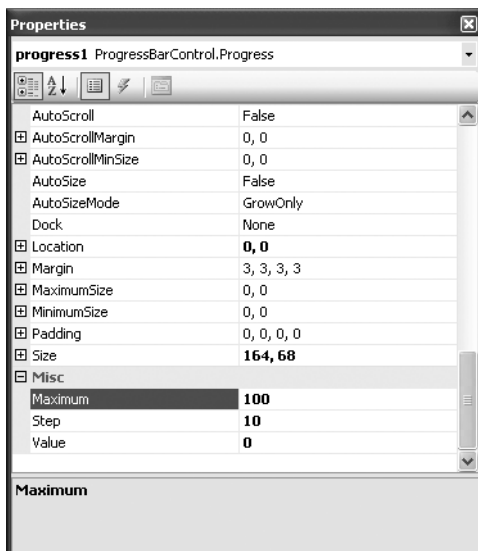 Properties
progress1 ProgressBarControl.Progress
AutoScroll False
AutoScrollMargin 0, 0
AutoScrollMinSize 0, 0
AutoSize False
AutoSizeMode GrowOnly
Dock None
Location 0, 0
Margin 3, 3, 3, 3
MaximumSize 0, 0
MinimumSize 0, 0
Padding 0, 0, 0, 0
Size 164, 68
Misc
Maximum 100
Step 10
Value 0
Maximum